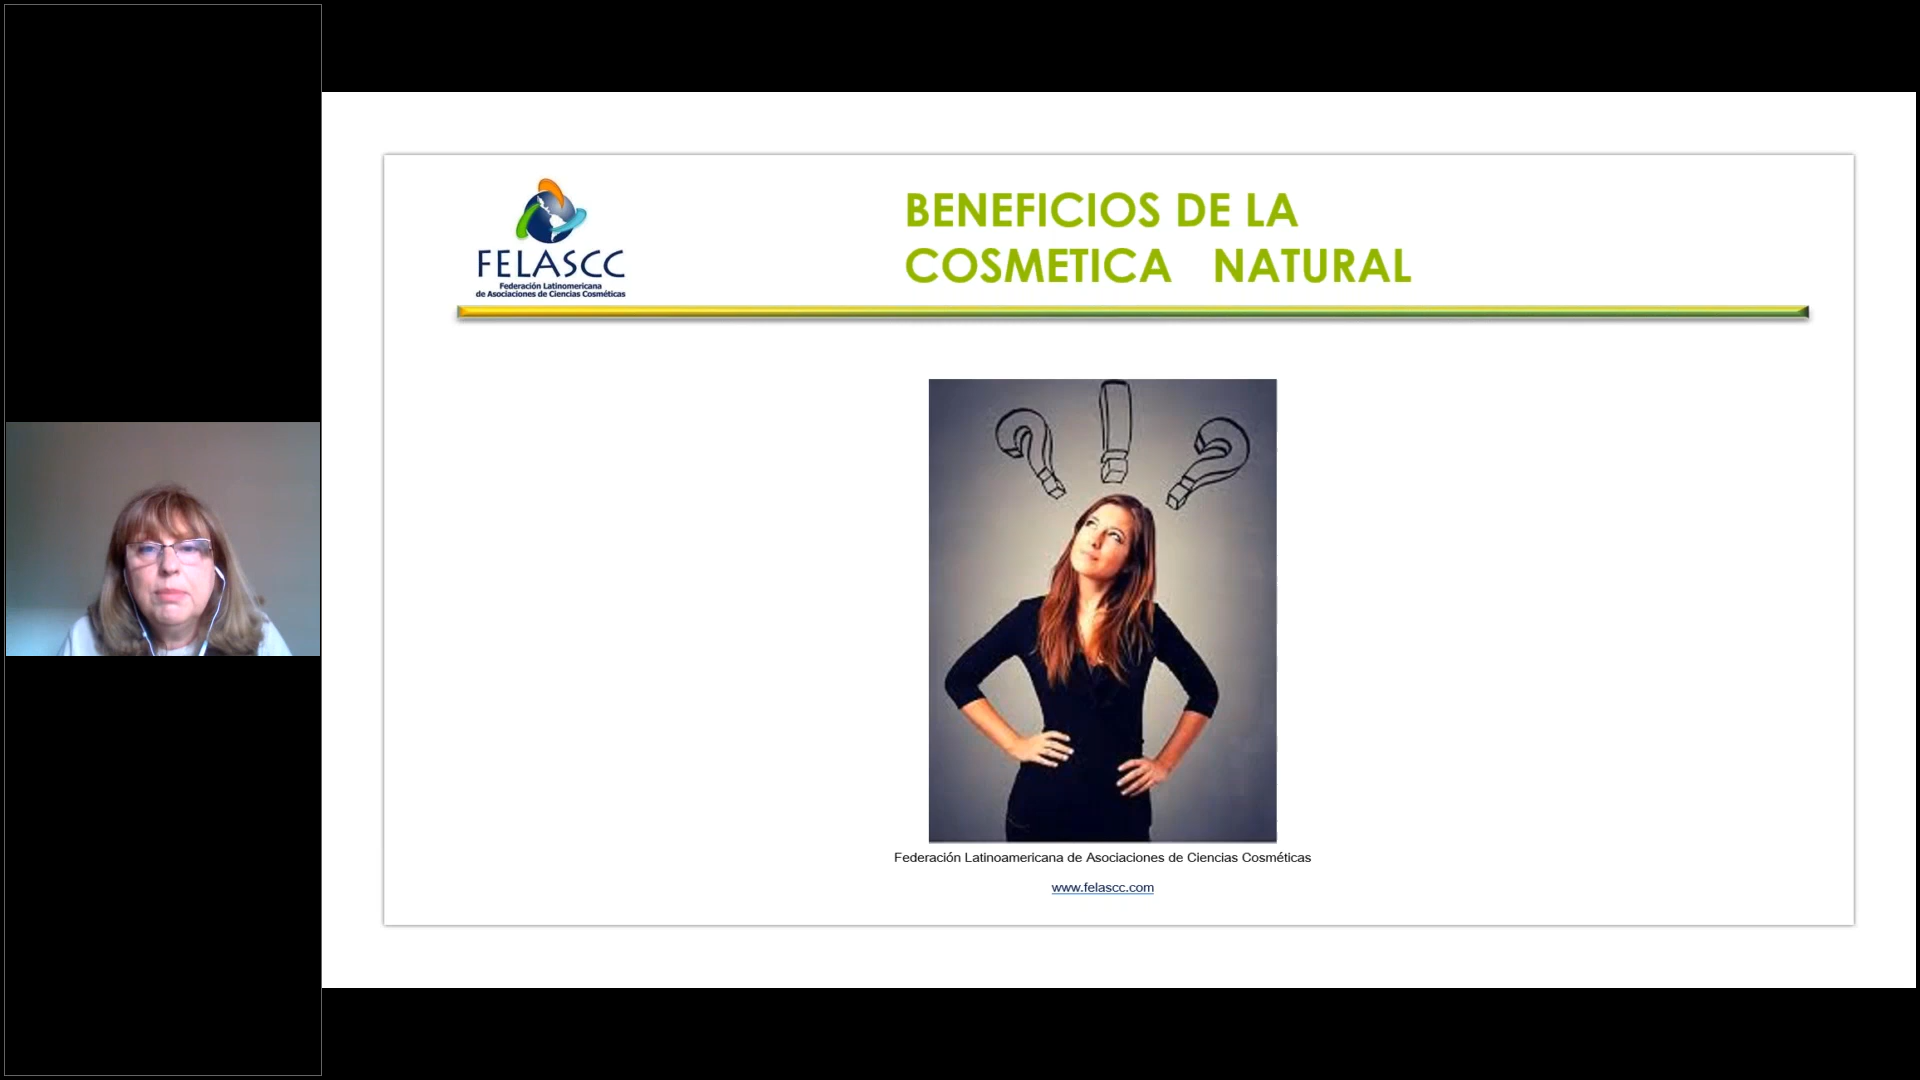 FELASCC
Federación Latinomericana
de Asociaciones de Ciencias Cosméticas
BENEFICIOS DE LA
COSMETICA NATURAL
Federación Latinoamericana de Asociaciones de Ciencias Cosméticas
www.felascc.com